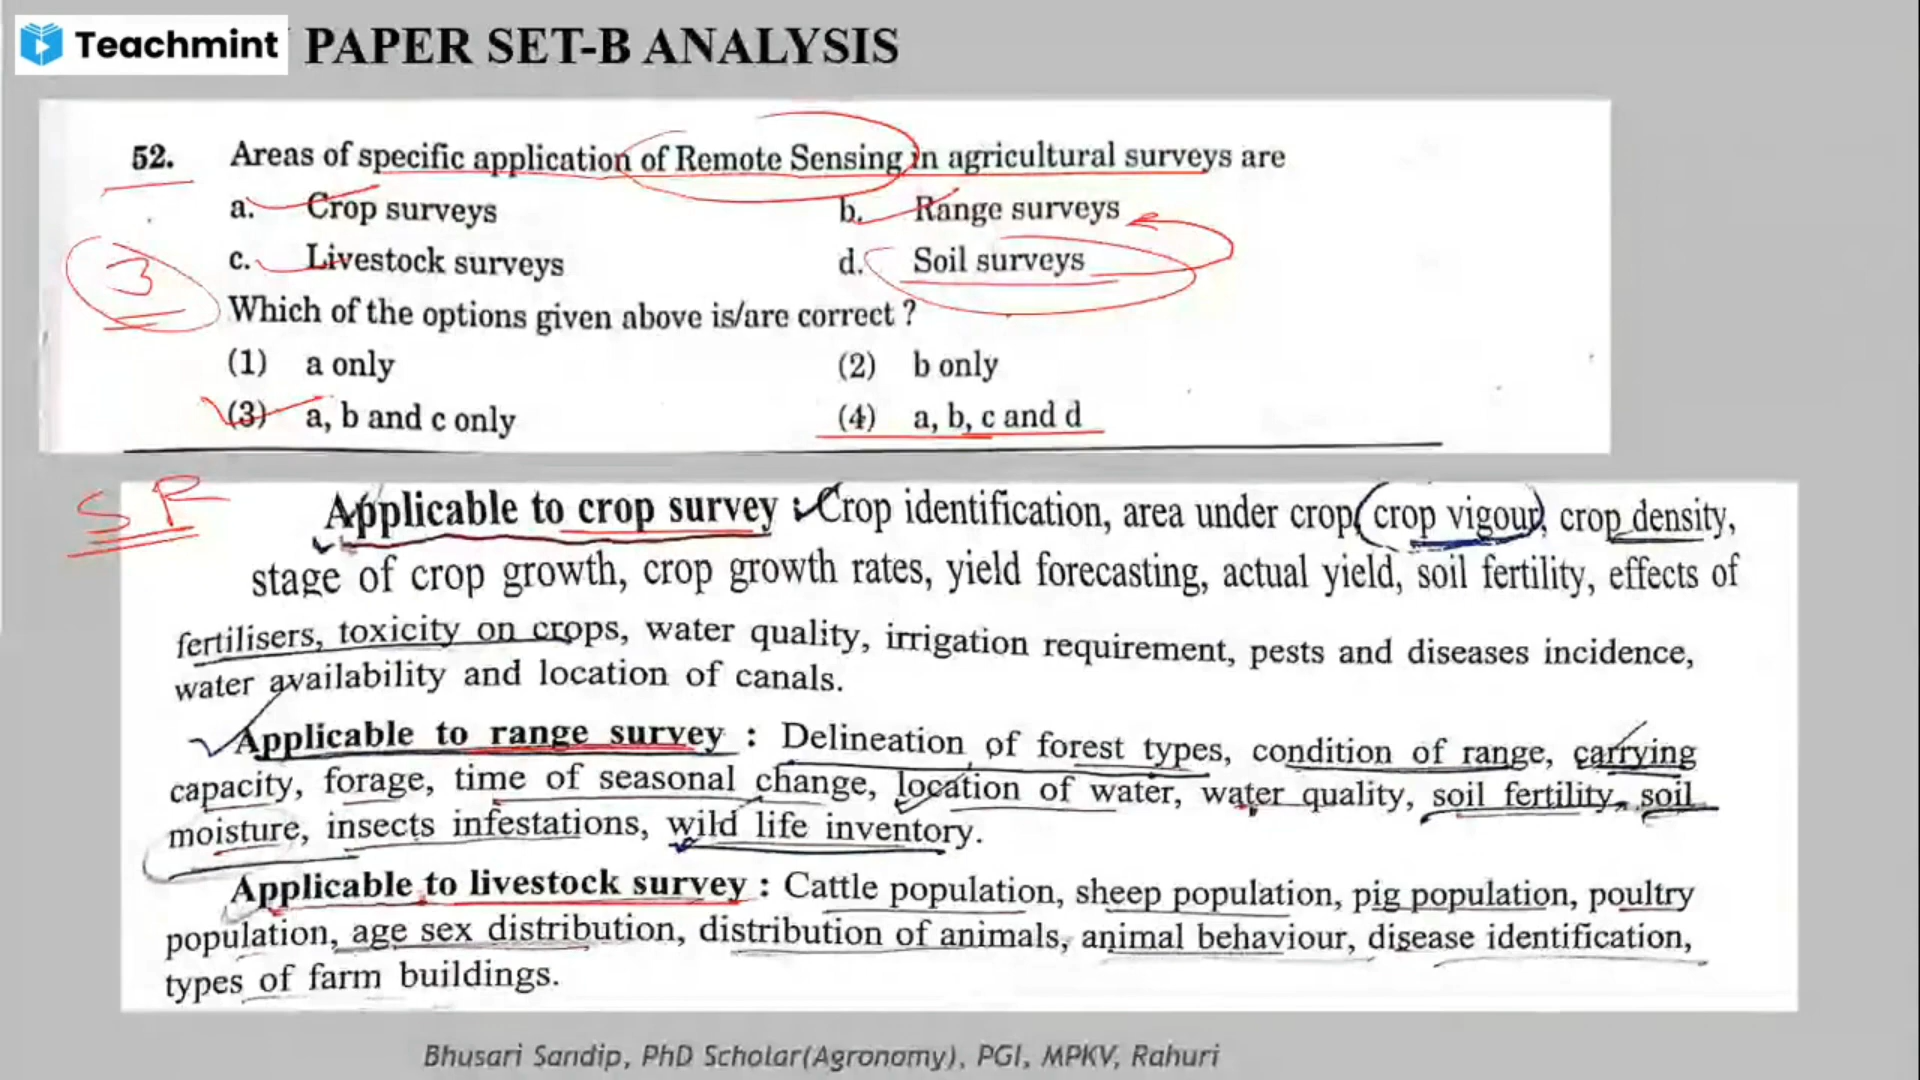 Teachmint PAPER SET-B ANALYSIS
52. Areas of specific application of Remote Sensing in agricultural surveys are
a. Crop surveys b. Range surveys
c. Livestock surveys d. Soil surveys
3
Which of the options given above is/are correct ?
(1) a only (2) b only
(3) a, b and c only (4) a, b, c and d
SR
Applicable to crop survey : Crop identification, area under crop, crop vigour, crop density,
stage of crop growth, crop growth rates, yield forecasting, actual yield, soil fertility, effects of
fertilisers, toxicity on crops, water quality, irrigation requirement, pests and diseases incidence,
water availability and location of canals.
Applicable to range survey : Delineation of forest types, condition of range, carrying
capacity, forage, time of seasonal change, location of water, water quality, soil fertility, soil
moisture, insects infestations, wild life inventory.
Applicable to livestock survey : Cattle population, sheep population, pig population, poultry
population, age sex distribution, distribution of animals, animal behaviour, disease identification,
types of farm buildings.
Bhusari Sandip, PhD Scholar(Agronomy), PGI, MPKV, Rahuri